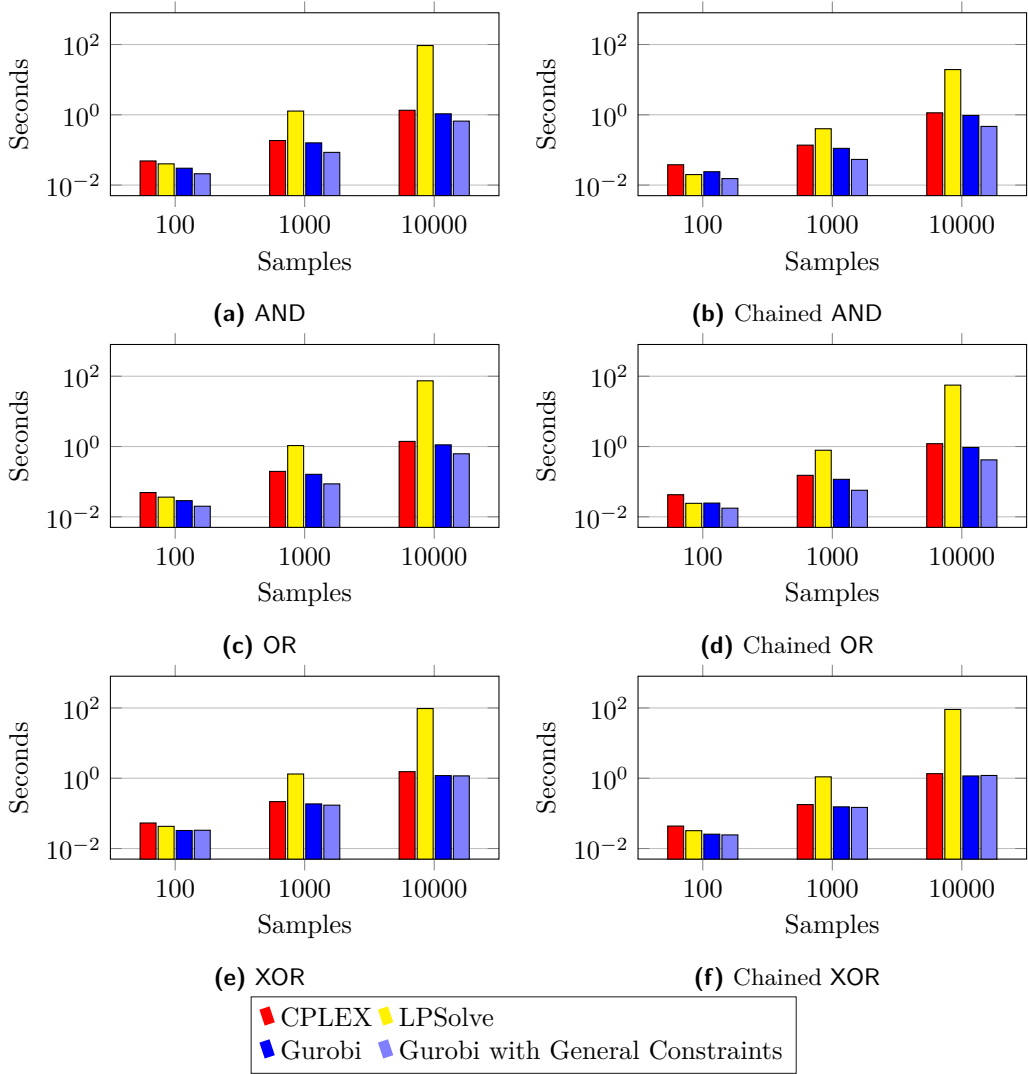 Seconds
10^2
10^0
10^−2
100 1000 10000
Samples
(a) AND
Seconds
10^2
10^0
10^−2
100 1000 10000
Samples
(b) Chained AND
Seconds
10^2
10^0
10^−2
100 1000 10000
Samples
(c) OR
Seconds
10^2
10^0
10^−2
100 1000 10000
Samples
(d) Chained OR
Seconds
10^2
10^0
10^−2
100 1000 10000
Samples
(e) XOR
Seconds
10^2
10^0
10^−2
100 1000 10000
Samples
(f) Chained XOR
CPLEX LPSolve
Gurobi Gurobi with General Constraints